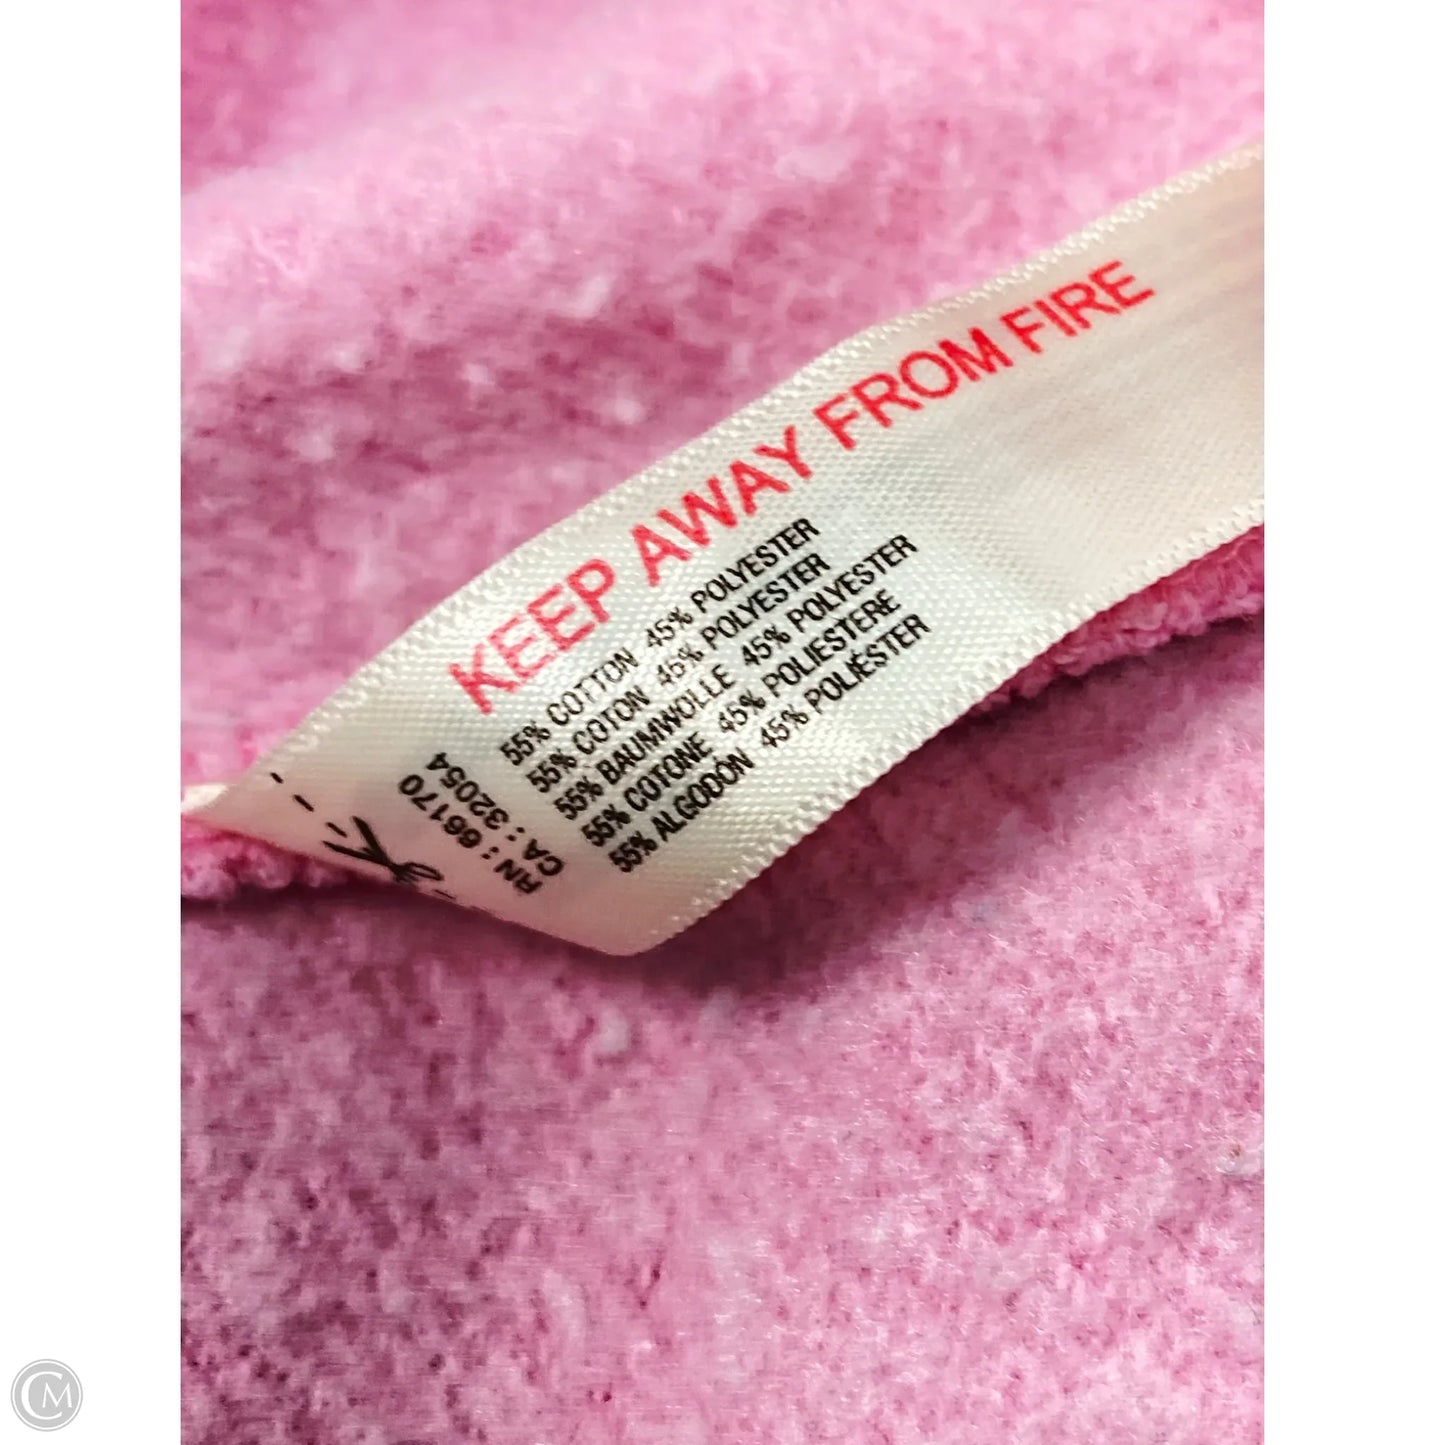 KEEP AWAY FROM FIRE
55% COTTON 45% POLYESTER
55% COTON 45% POLYESTER
55% BAUMWOLLE 45% POLYESTER
55% COTONE 45% POLIESTERE
55% ALGODÓN 45% POLIÉSTER
RN : 66170
CA : 32054
CM